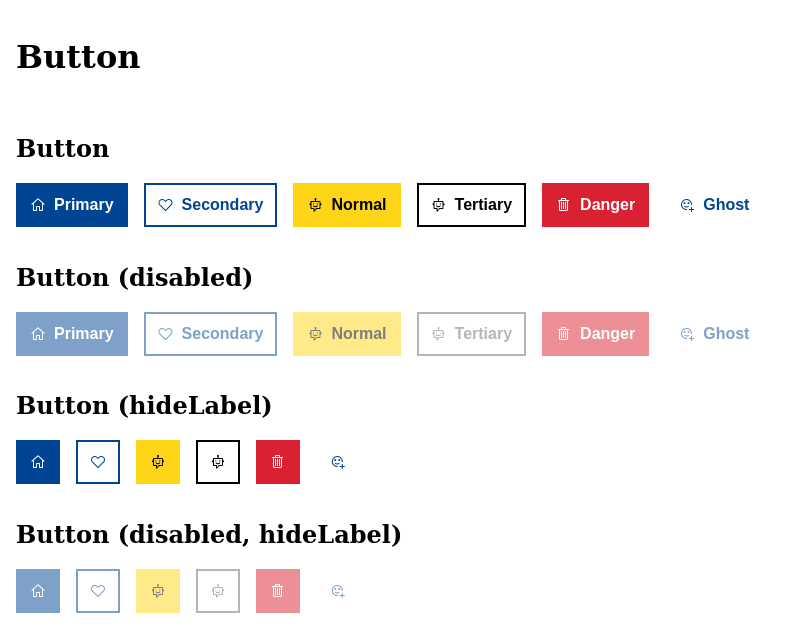 Button
Button
Primary Secondary Normal Tertiary Danger Ghost
Button (disabled)
Primary Secondary Normal Tertiary Danger Ghost
Button (hideLabel)
Button (disabled, hideLabel)